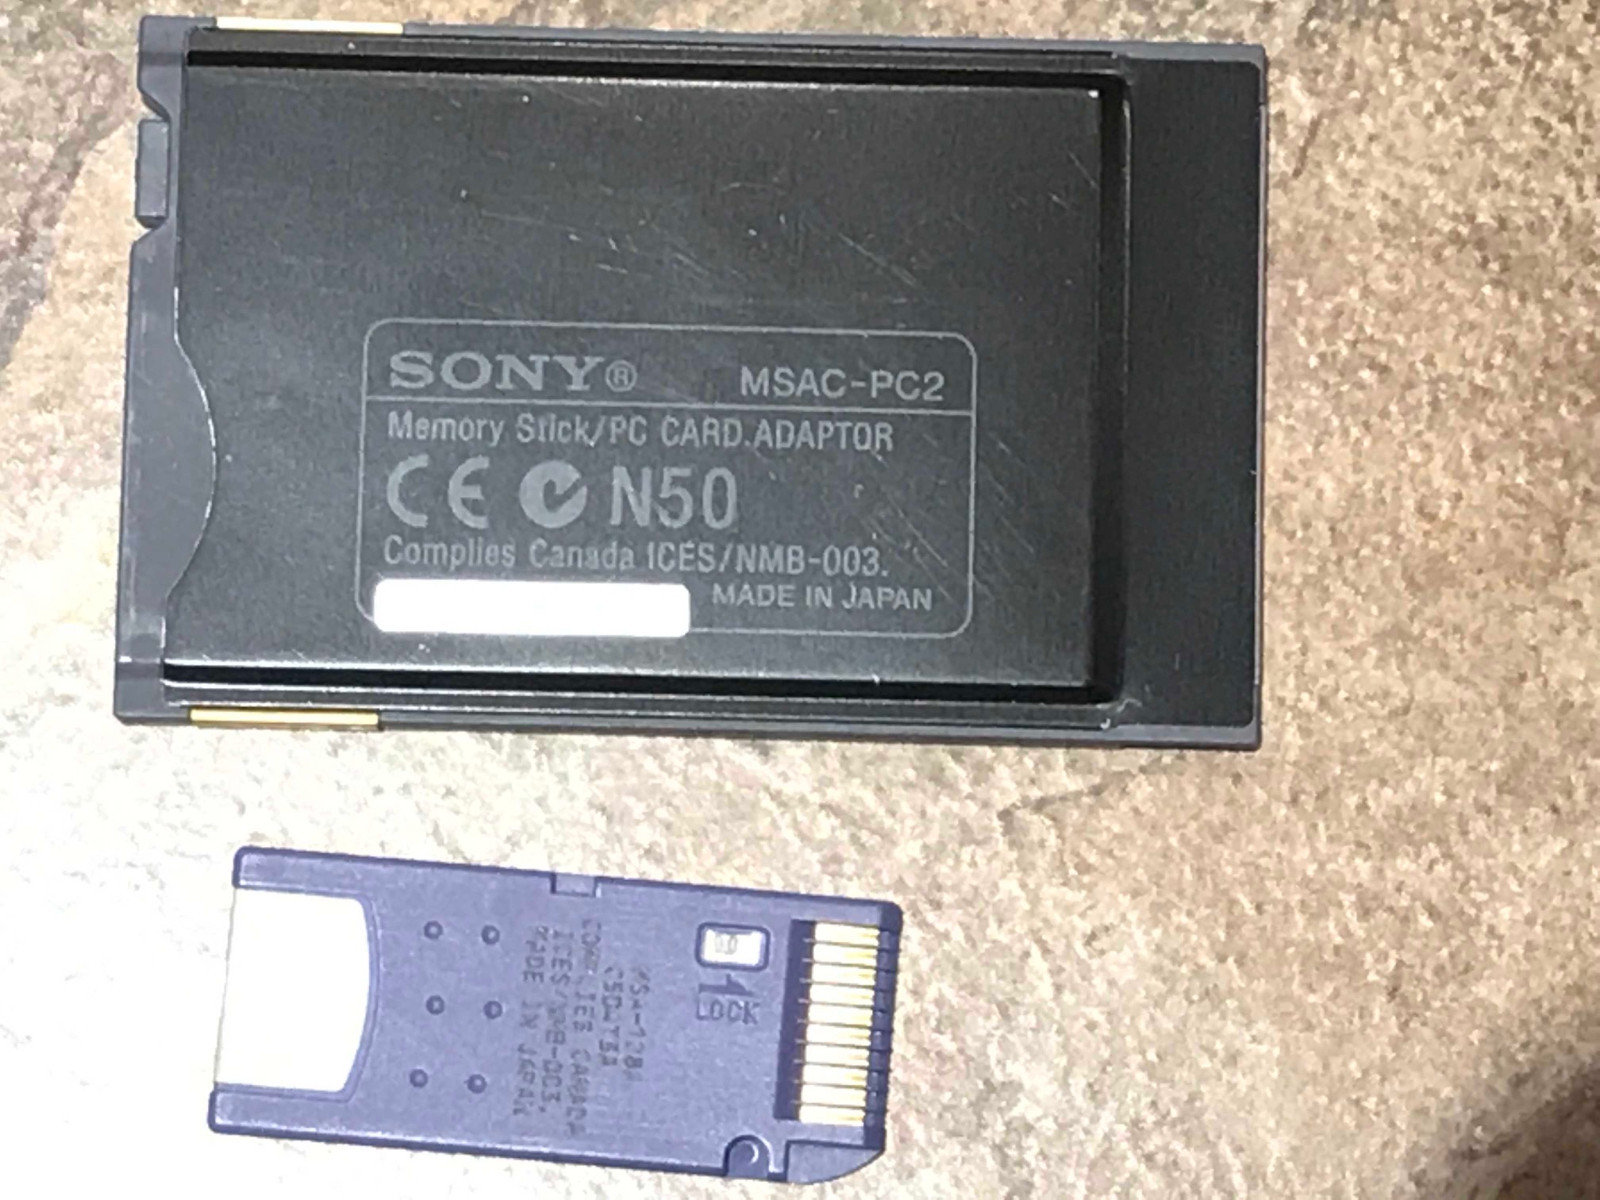 SONY® MSAC-PC2
Memory Stick/PC CARD ADAPTOR
CE N50
Complies Canada ICES/NMB-003.
MADE IN JAPAN
LOCK
COMPLIES CANADA
ICES/NMB-003.
MADE IN JAPAN